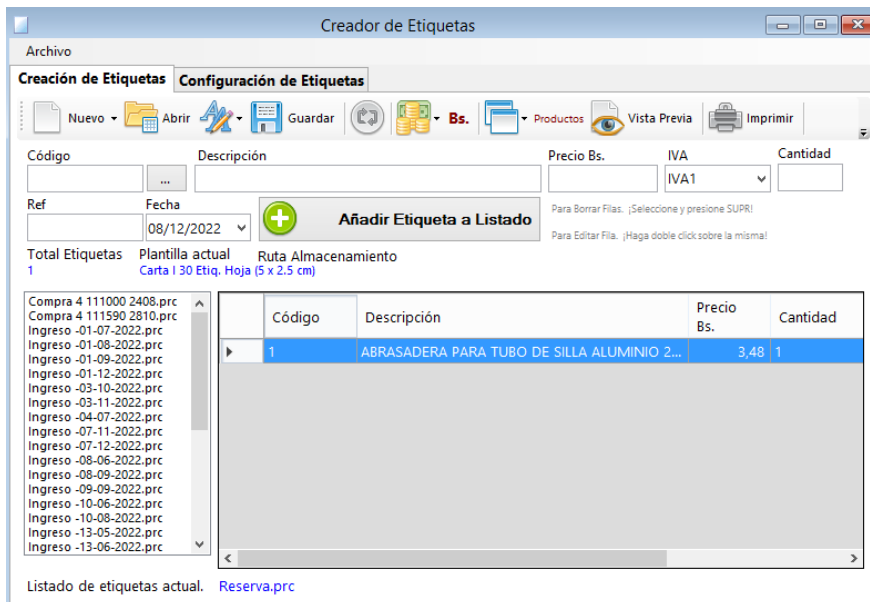 Creador de Etiquetas
Archivo
Creación de Etiquetas Configuración de Etiquetas
Nuevo Abrir Guardar Bs. Productos Vista Previa Imprimir
Código Descripción Precio Bs. IVA Cantidad
... IVA1
Ref Fecha
08/12/2022 Añadir Etiqueta a Listado
Para Borrar Filas. ¡Seleccione y presione SUPR!
Para Editar Fila. ¡Haga doble click sobre la misma!
Total Etiquetas Plantilla actual Ruta Almacenamiento
1 Carta I 30 Etiq. Hoja (5 x 2.5 cm)
Compra 4 111000 2408.prc
Compra 4 111590 2810.prc
Ingreso -01-07-2022.prc
Ingreso -01-08-2022.prc
Ingreso -01-09-2022.prc
Ingreso -01-12-2022.prc
Ingreso -03-10-2022.prc
Ingreso -03-11-2022.prc
Ingreso -04-07-2022.prc
Ingreso -07-11-2022.prc
Ingreso -07-12-2022.prc
Ingreso -08-06-2022.prc
Ingreso -08-09-2022.prc
Ingreso -09-09-2022.prc
Ingreso -10-06-2022.prc
Ingreso -10-08-2022.prc
Ingreso -13-05-2022.prc
Ingreso -13-06-2022.prc
Código Descripción Precio Bs. Cantidad
1 ABRASADERA PARA TUBO DE SILLA ALUMINIO 2... 3,48 1
Listado de etiquetas actual. Reserva.prc